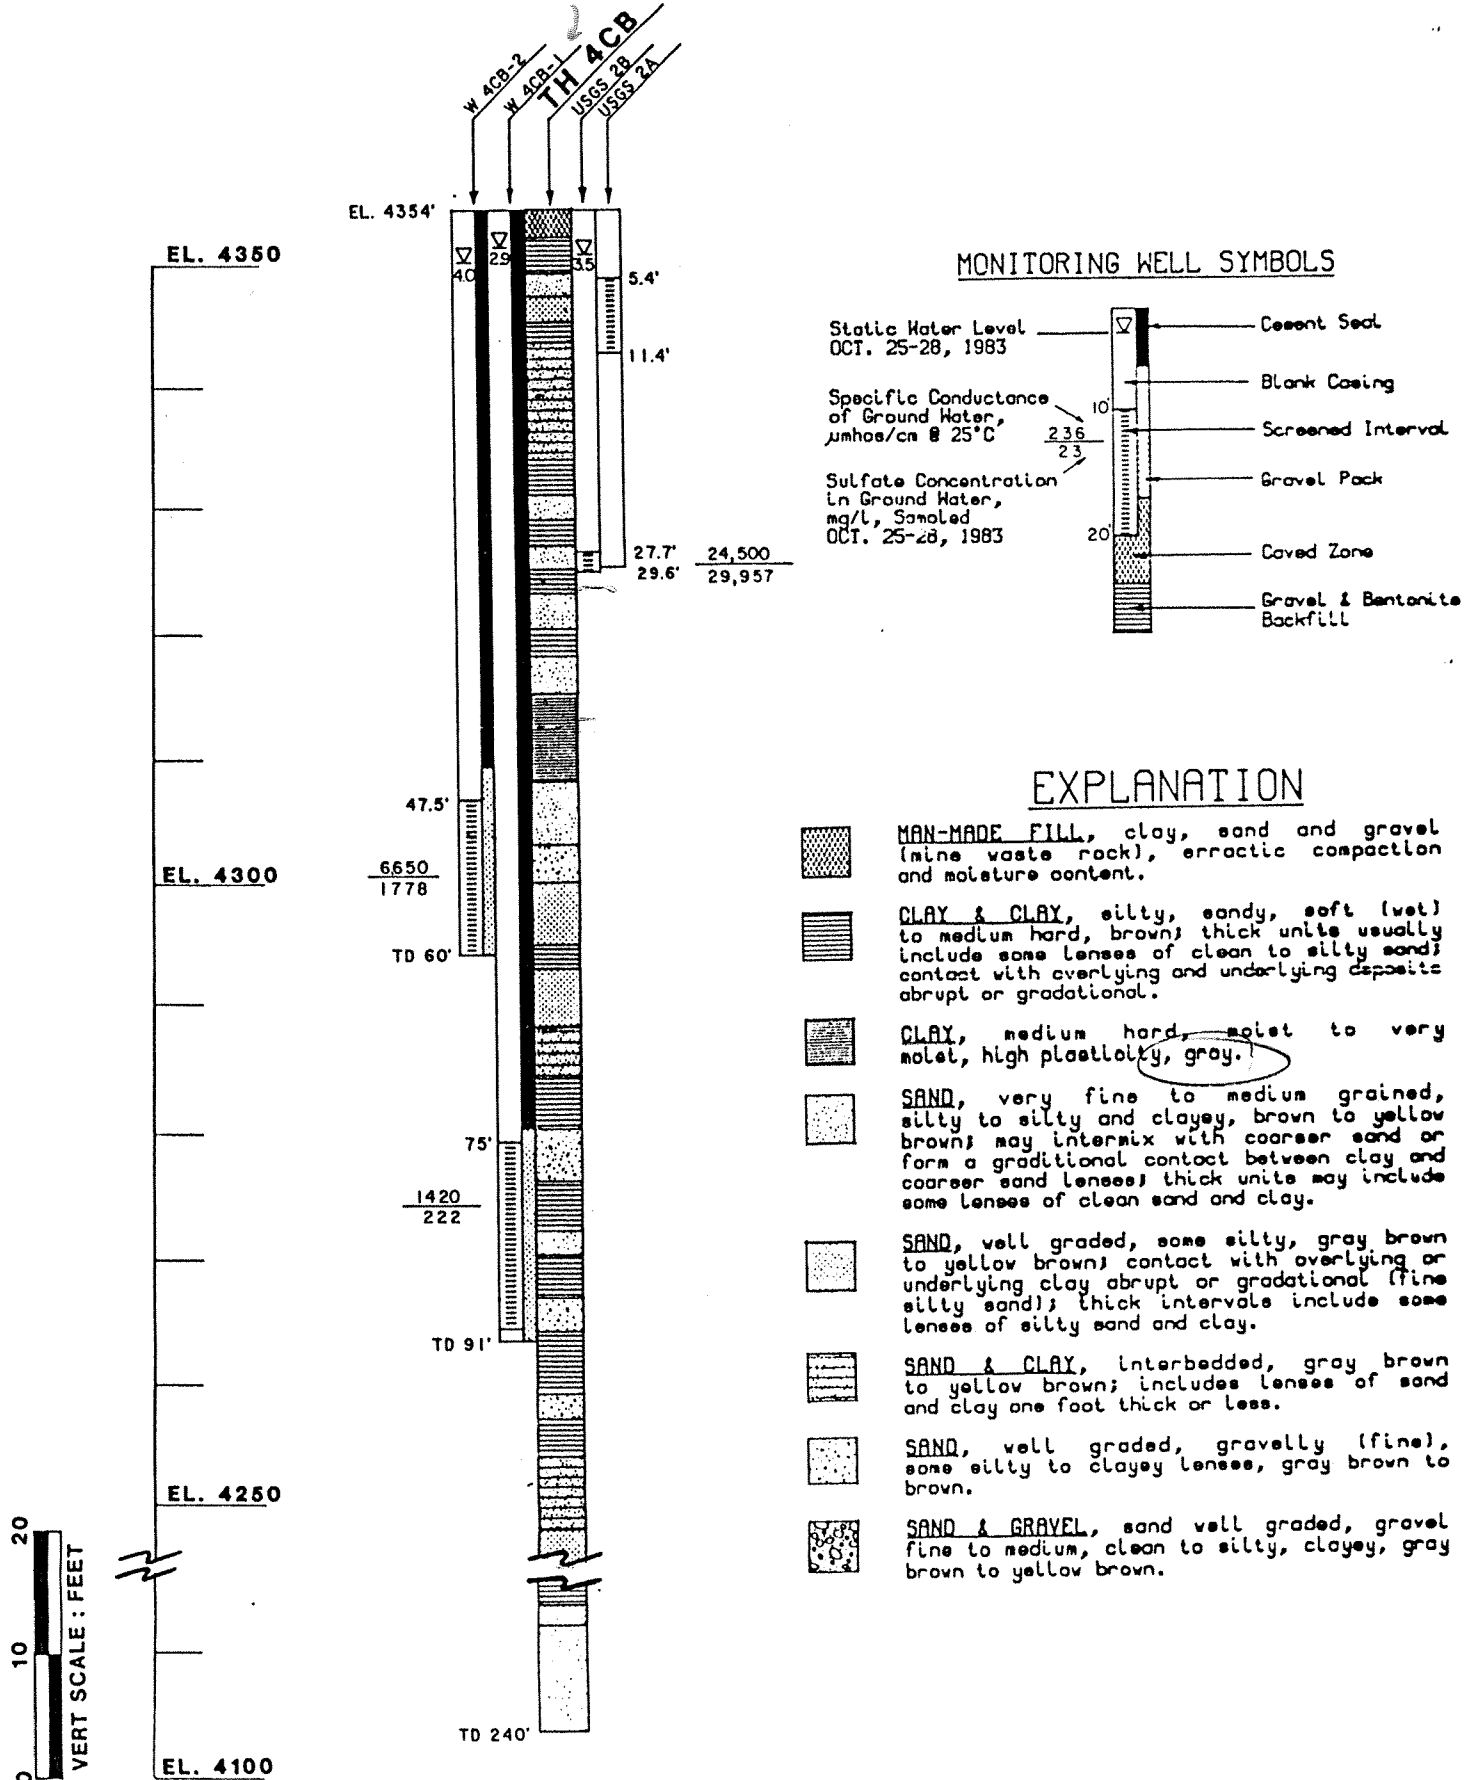 W 4CB-2
W 4CB-1
TH 4CB
USGS 2B
USGS 2A
EL. 4354'
EL. 4350
4.0
2.9
3.5
5.4'
11.4'
27.7'
29.6'
24,500
29,957
47.5'
6,650
1778
EL. 4300
TD 60'
75'
1420
222
TD 91'
EL. 4250
TD 240'
EL. 4100
20
10
0
VERT SCALE : FEET
MONITORING WELL SYMBOLS
Static Water Level
OCT. 25-28, 1983
Specific Conductance
of Ground Water,
µmhos/cm @ 25°C
236
23
Sulfate Concentration
in Ground Water,
mg/l, Sampled
OCT. 25-28, 1983
10'
20'
Cement Seal
Blank Casing
Screened Interval
Gravel Pack
Caved Zone
Gravel & Bentonite
Backfill
EXPLANATION
MAN-MADE FILL, clay, sand and gravel
(mine waste rock), erractic compaction
and moisture content.
CLAY & CLAY, silty, sandy, soft (wet)
to medium hard, brown; thick units usually
include some lenses of clean to silty sand;
contact with overlying and underlying deposits
abrupt or gradational.
CLAY, medium hard, moist to very
moist, high plasticity, gray.
SAND, very fine to medium grained,
silty to silty and clayey, brown to yellow
brown; may intermix with coarser sand or
form a graditional contact between clay and
coarser sand lenses; thick units may include
some lenses of clean sand and clay.
SAND, well graded, some silty, gray brown
to yellow brown; contact with overlying or
underlying clay abrupt or gradational (fine
silty sand); thick intervals include some
lenses of silty sand and clay.
SAND & CLAY, interbedded, gray brown
to yellow brown; includes lenses of sand
and clay one foot thick or less.
SAND, well graded, gravelly (fine),
some silty to clayey lenses, gray brown to
brown.
SAND & GRAVEL, sand well graded, gravel
fine to medium, clean to silty, clayey, gray
brown to yellow brown.